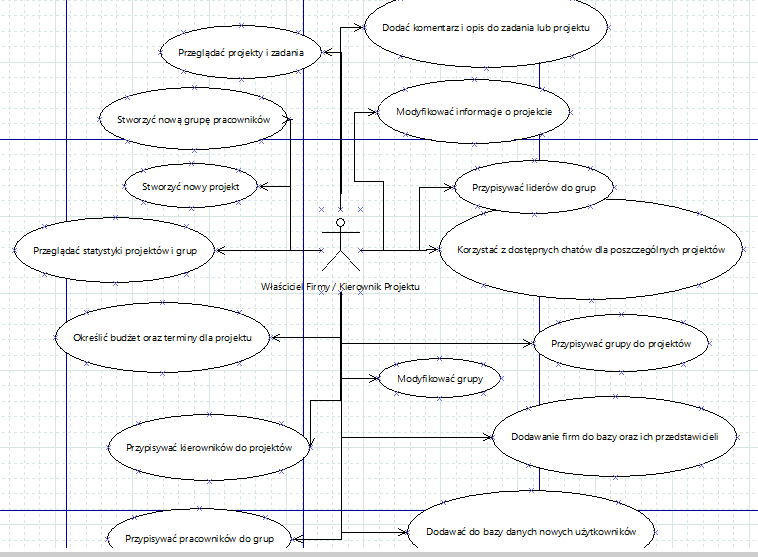 Dodać komentarz i opis do zadania lub projektu
Przeglądać projekty i zadania
Modyfikować informacje o projekcie
Stworzyć nową grupę pracowników
Stworzyć nowy projekt
Przypisywać liderów do grup
Przeglądać statystyki projektów i grup
Korzystać z dostępnych chatów dla poszczególnych projektów
Właściciel Firmy / Kierownik Projektu
Określić budżet oraz terminy dla projektu
Przypisywać grupy do projektów
Modyfikować grupy
Przypisywać kierowników do projektów
Dodawanie firm do bazy oraz ich przedstawicieli
Przypisywać pracowników do grup
Dodawać do bazy danych nowych użytkowników